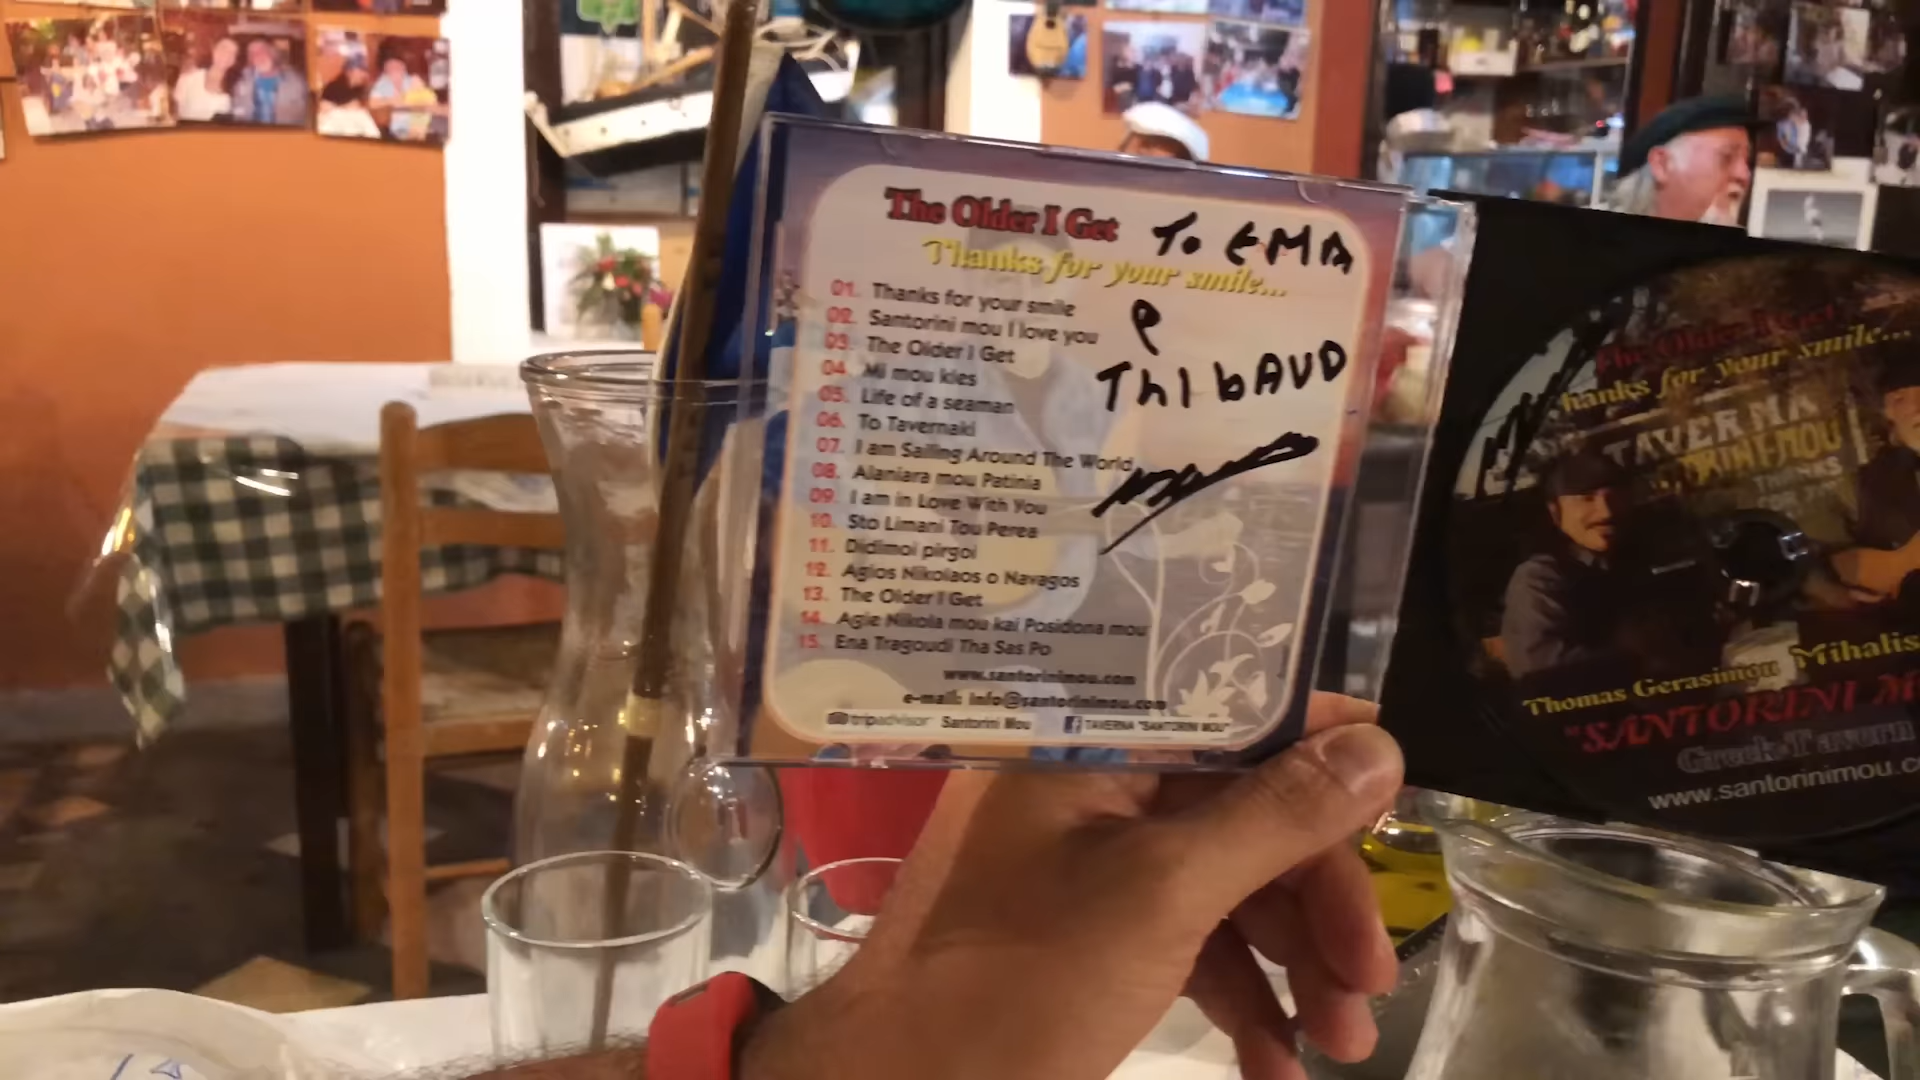 The Older I Get
To EMA
Thanks for your smile...
e
ThIbAUD
01. Thanks for your smile
02. Santorini mou I love you
03. The Older I Get
04. Mi mou kles
05. Life of a seaman
06. To Tavernaki
07. I am Sailing Around The World
08. Alaniara mou Patinia
09. I am in Love With You
10. Sto Limani Tou Perea
11. Didimoi pirgoi
12. Agios Nikolaos o Navagos
13. The Older I Get
14. Agie Nikola mou kai Posidona mou
15. Ena Tragoudi Tha Sas Po
www.santorinimou.com
e-mail: info@santorinimou.com
tripadvisor Santorini Mou TAVERNA "SANTORINI MOU"
The Older I Get
Thanks for your smile...
TAVERNA
Thomas Gerasimou Mihalis
"SANTORINI M
Greek Tavern
www.santorinimou.co